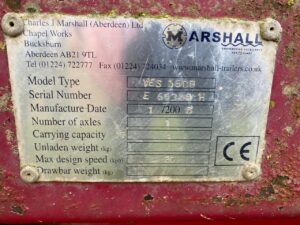 Charles J Marshall (Aberdeen) Ltd
Chapel Works
Bucksburn
Aberdeen AB21 9TL
Tel (01224) 722777 Fax (01224)
MARSHALL
www.marshall-trailers.co.uk
Model Type
Serial Number
Manufacture Date /200
Number of axles
Carrying capacity
Unladen weight (kg)
Max design speed (kph)
Drawbar weight (kg)
CE